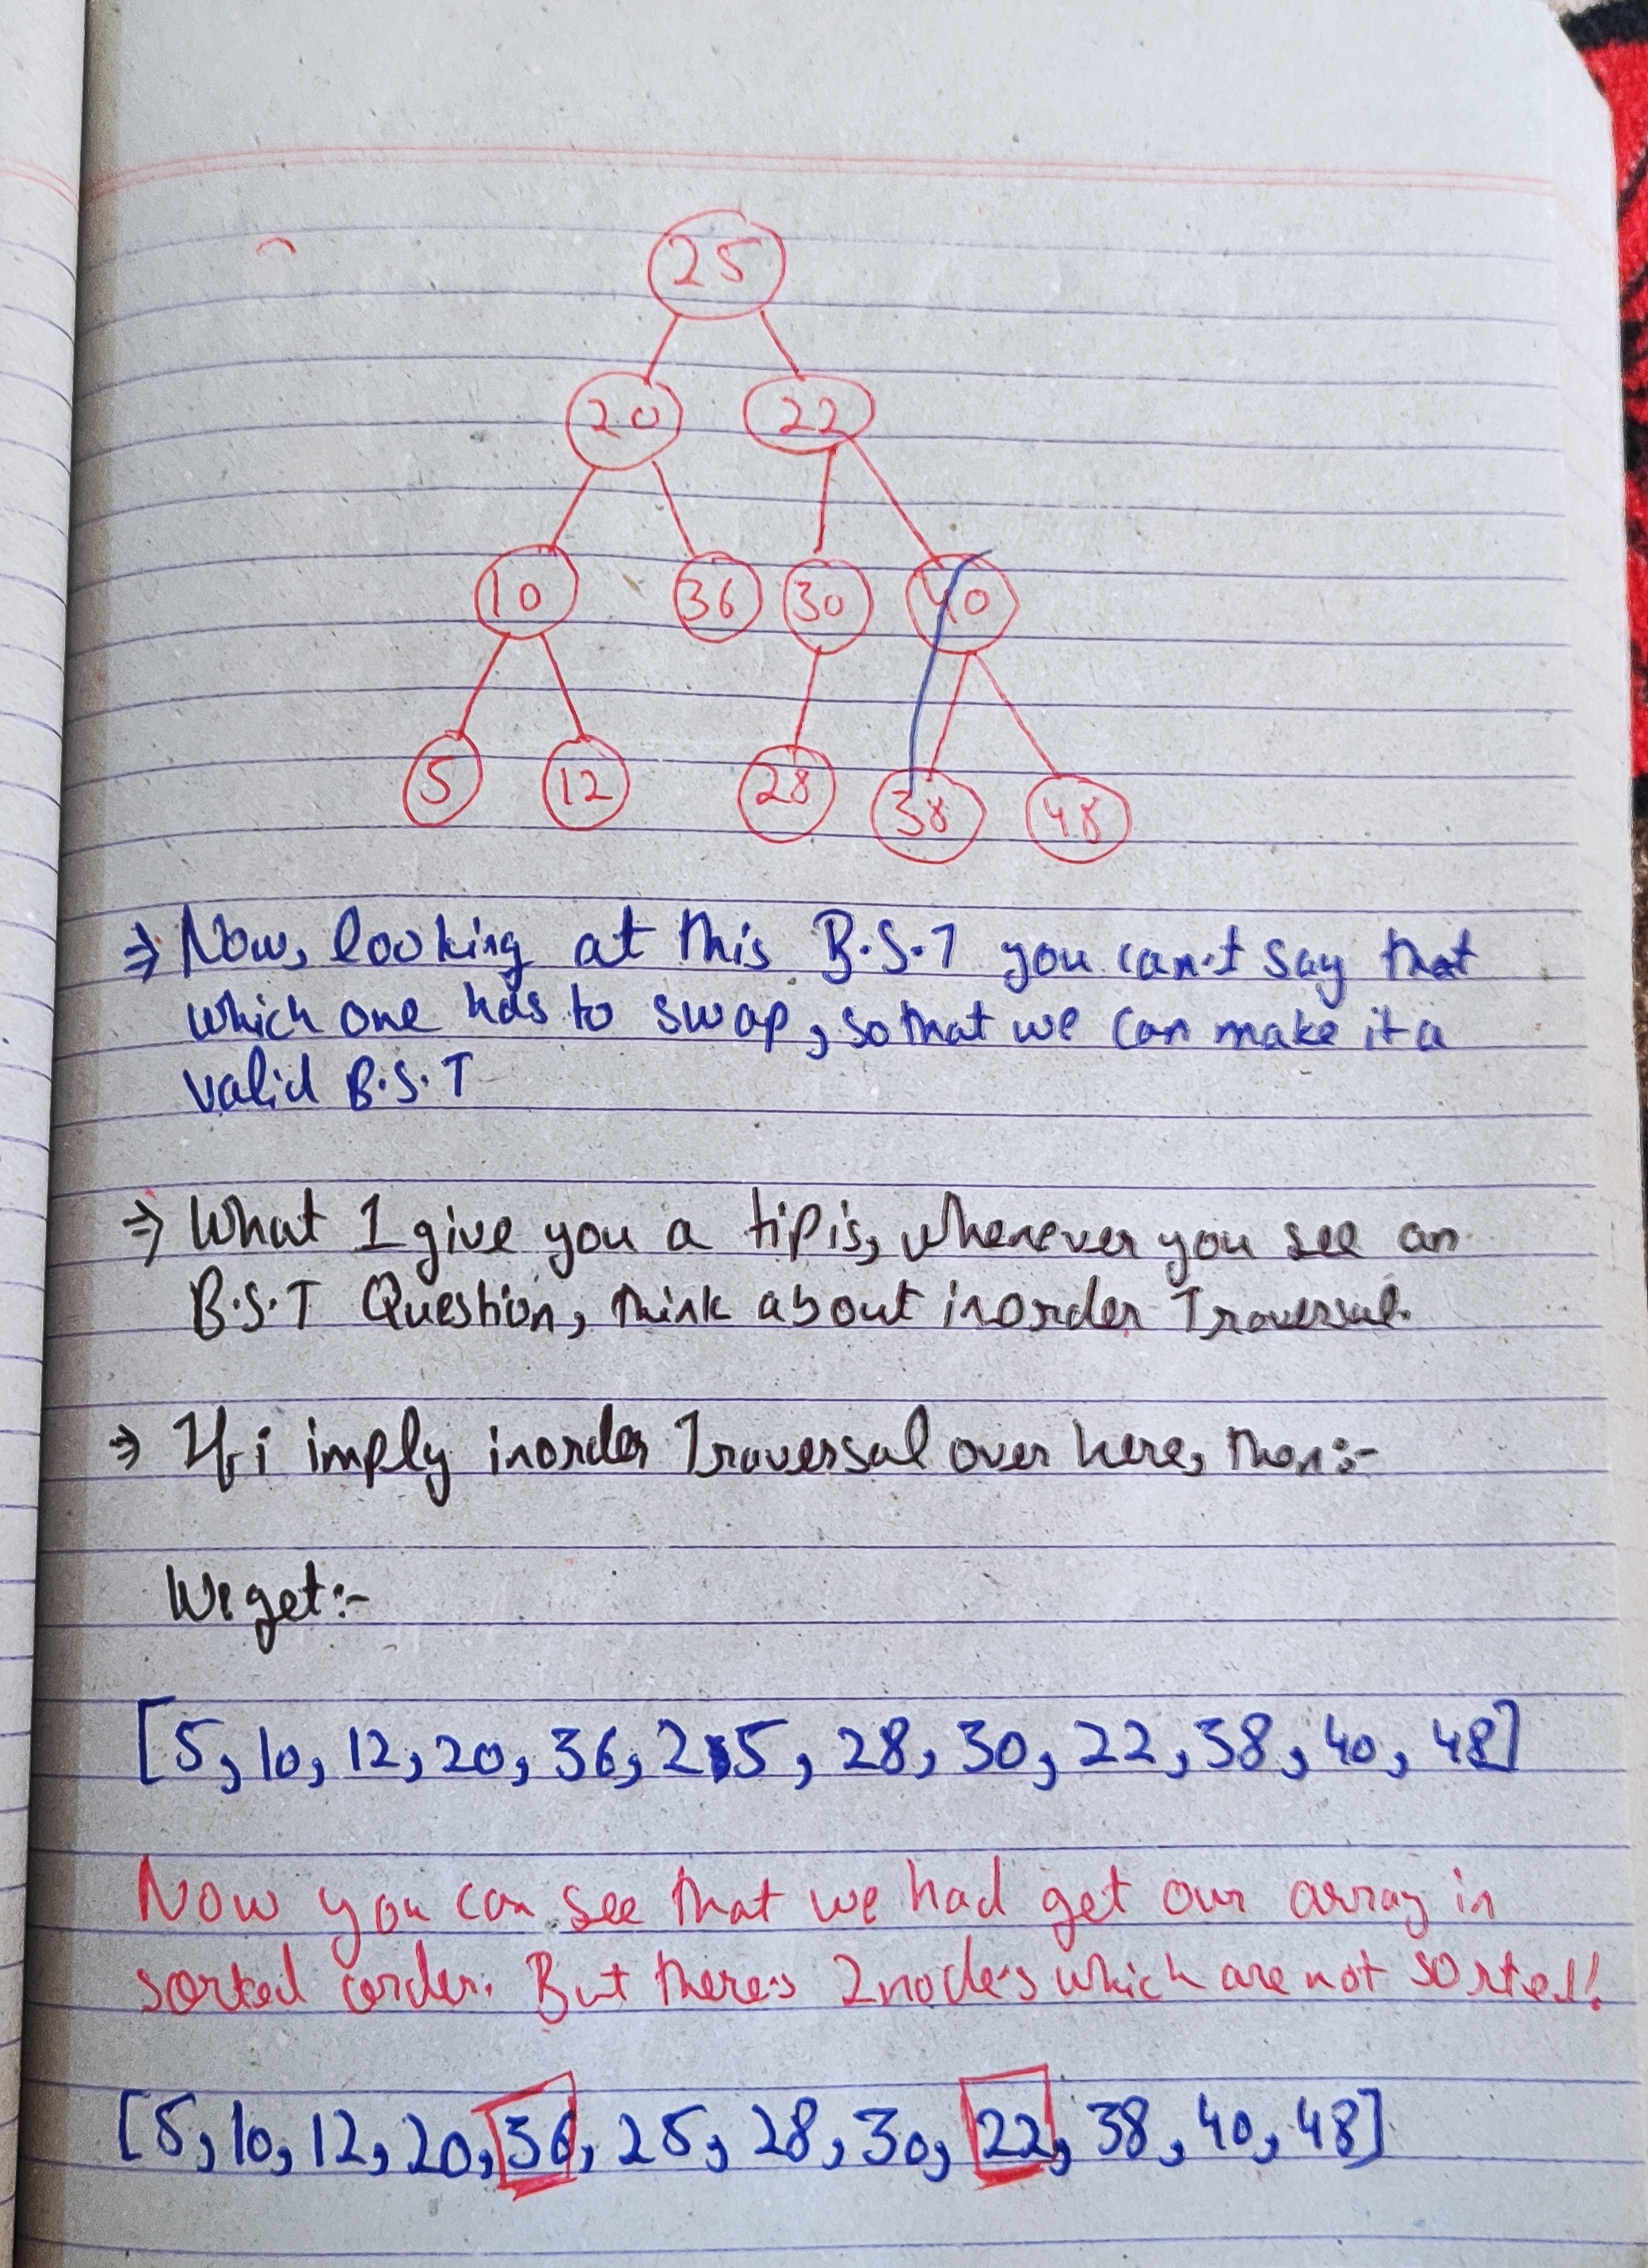 25
20 22
10 36 30 40
5 12 28 38 48
⇒ Now, looking at this B.S.T you can't say that
which one has to swap, so that we can make it a
valid B.S.T
⇒ What I give you a tip is, whenever you see an
B.S.T Question, think about inorder Traversal.
⇒ If i imply inorder Traversal over here, then:-
We get:-
[5, 10, 12, 20, 36, 25, 28, 30, 22, 38, 40, 48]
Now you can see that we had get our array in
sorted order. But there's 2 node's which are not sorted!
[5, 10, 12, 20, 36, 25, 28, 30, 22, 38, 40, 48]